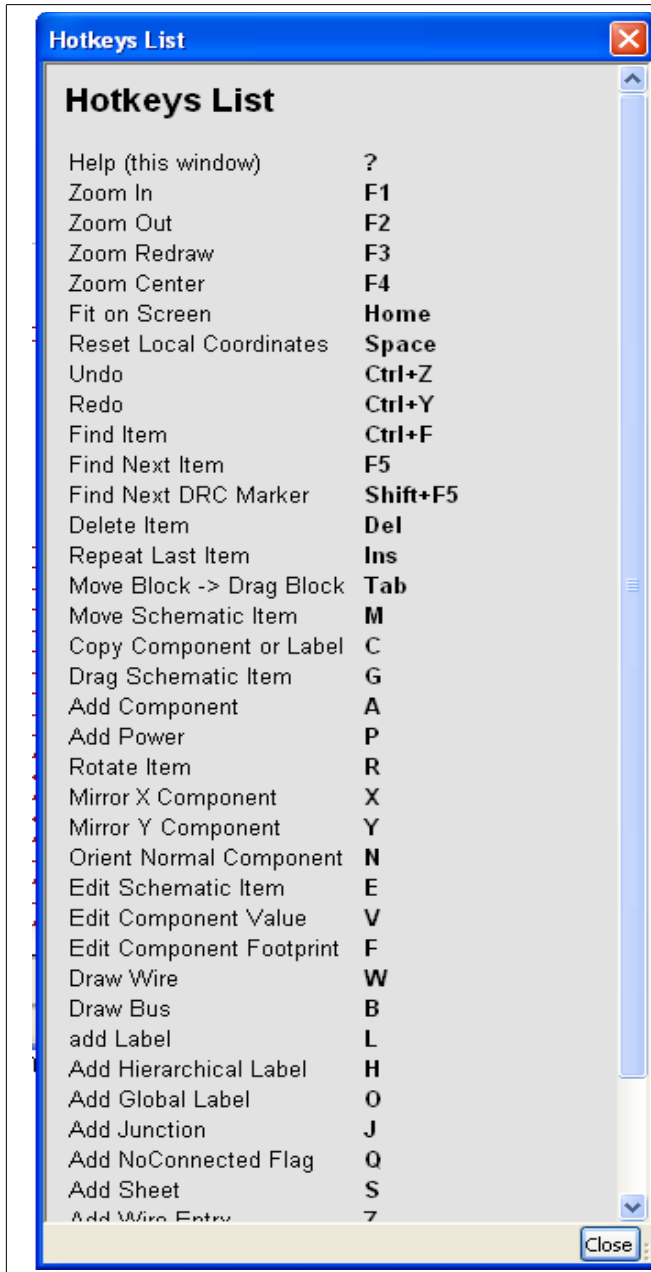 Hotkeys List
Hotkeys List
Help (this window) ?
Zoom In F1
Zoom Out F2
Zoom Redraw F3
Zoom Center F4
Fit on Screen Home
Reset Local Coordinates Space
Undo Ctrl+Z
Redo Ctrl+Y
Find Item Ctrl+F
Find Next Item F5
Find Next DRC Marker Shift+F5
Delete Item Del
Repeat Last Item Ins
Move Block -> Drag Block Tab
Move Schematic Item M
Copy Component or Label C
Drag Schematic Item G
Add Component A
Add Power P
Rotate Item R
Mirror X Component X
Mirror Y Component Y
Orient Normal Component N
Edit Schematic Item E
Edit Component Value V
Edit Component Footprint F
Draw Wire W
Draw Bus B
add Label L
Add Hierarchical Label H
Add Global Label O
Add Junction J
Add NoConnected Flag Q
Add Sheet S
Add Wire Entry Z
Close